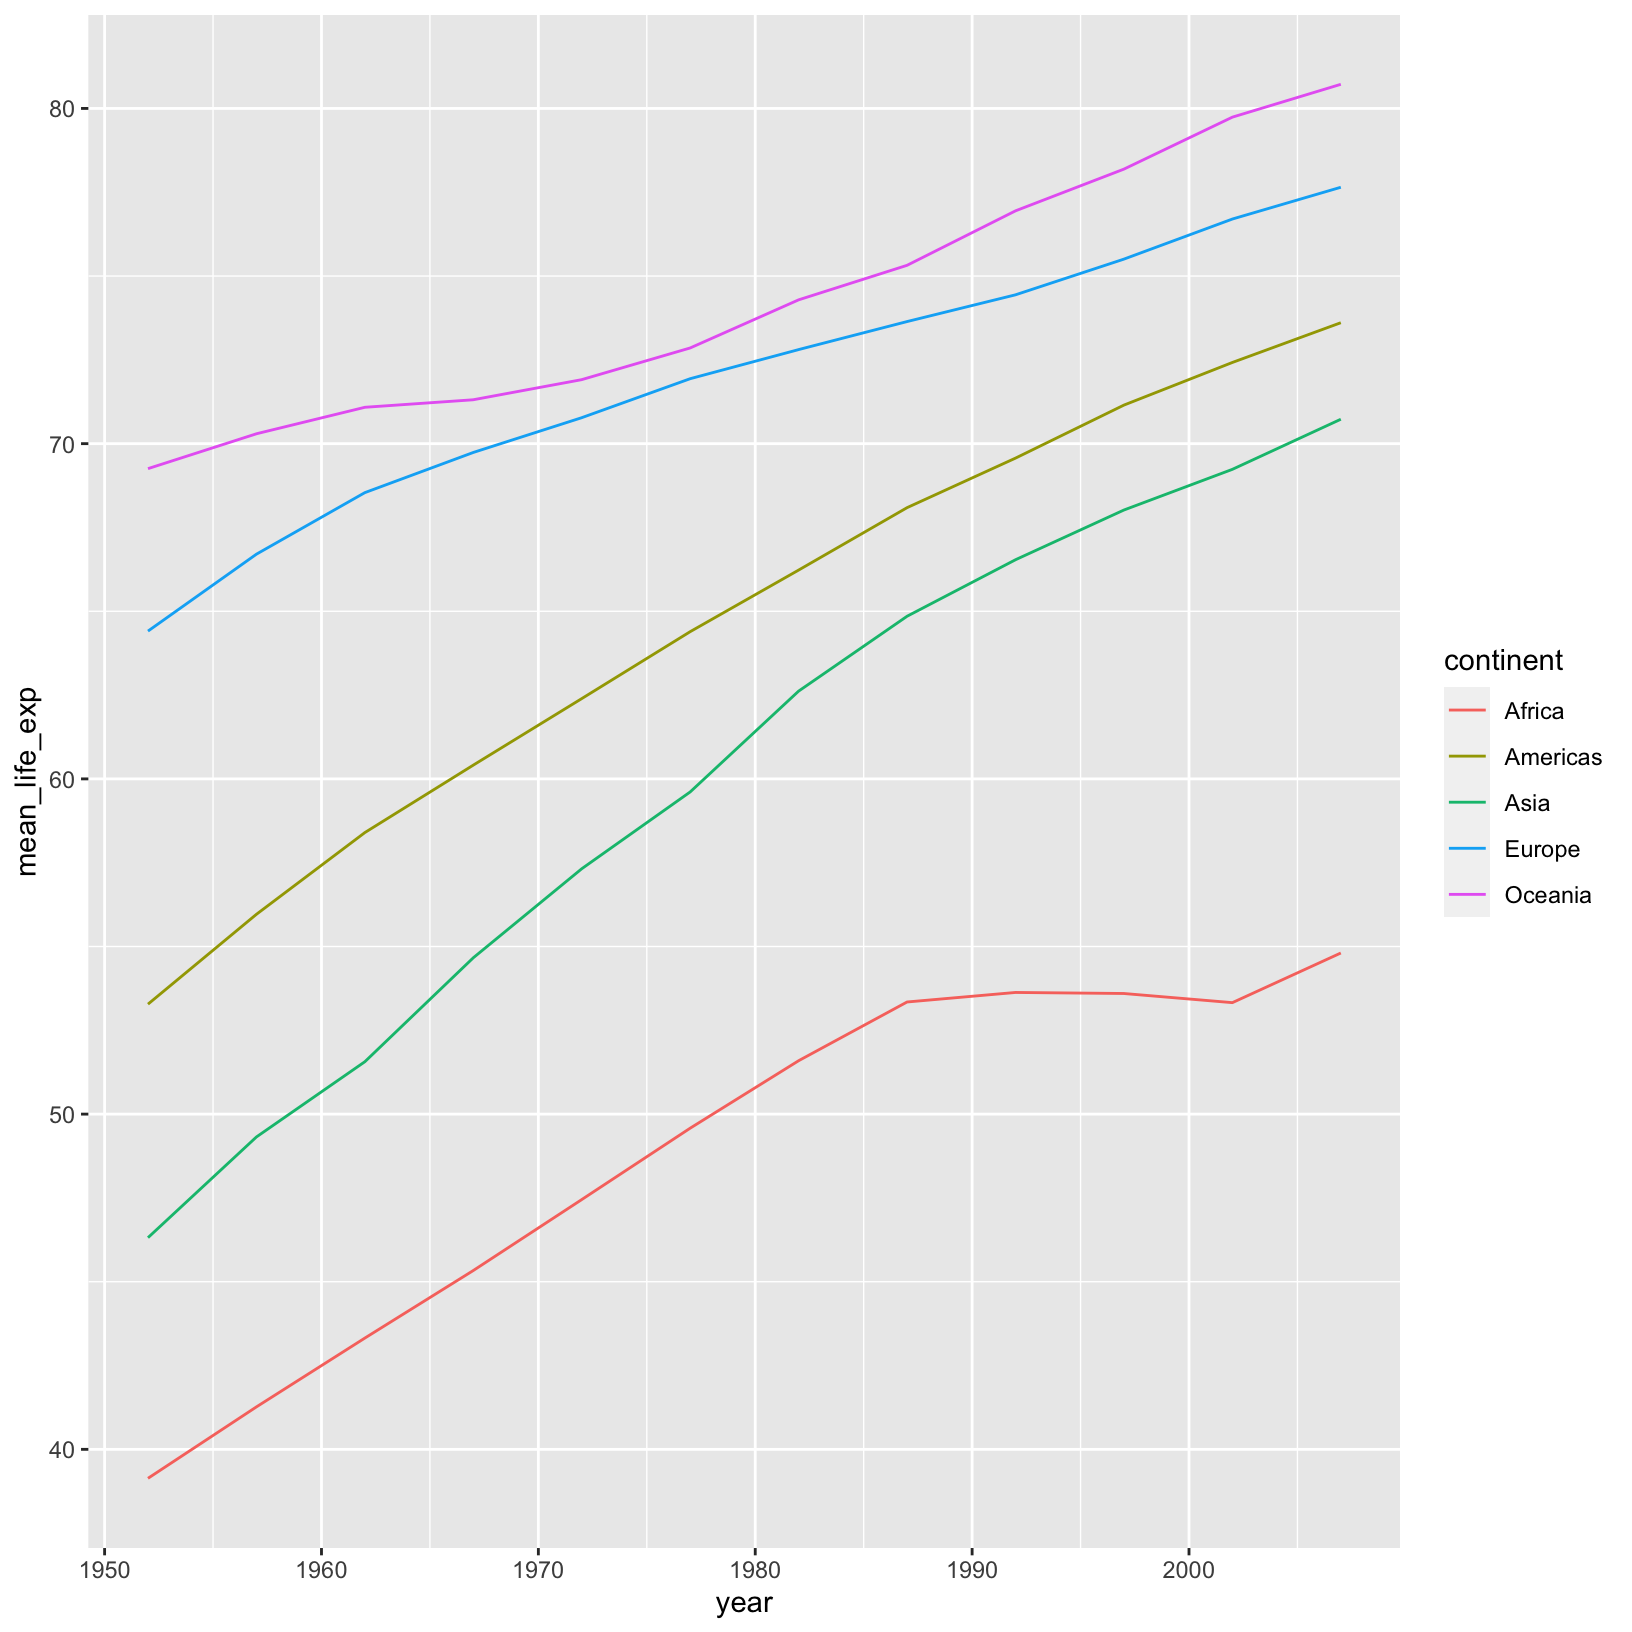 80
70
60
50
40
mean_life_exp
1950 1960 1970 1980 1990 2000
year
continent
Africa
Americas
Asia
Europe
Oceania